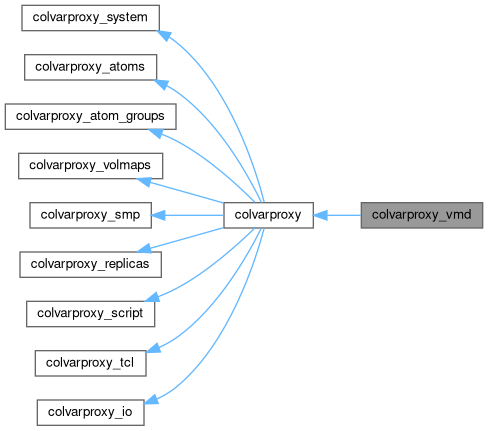 colvarproxy_system
colvarproxy_atoms
colvarproxy_atom_groups
colvarproxy_volmaps
colvarproxy_smp
colvarproxy
colvarproxy_vmd
colvarproxy_replicas
colvarproxy_script
colvarproxy_tcl
colvarproxy_io